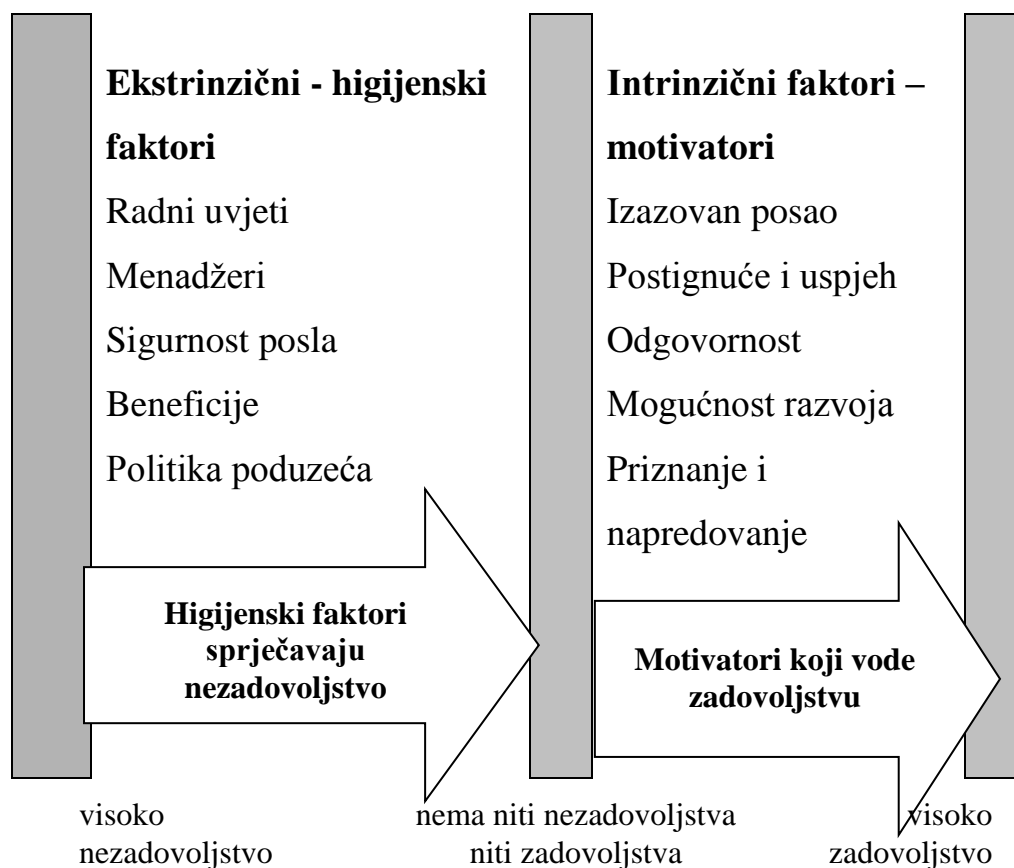 Ekstrinzični - higijenski
faktori
Radni uvjeti
Menadžeri
Sigurnost posla
Beneficije
Politika poduzeća
Higijenski faktori
sprječavaju
nezadovoljstvo
Intrinzični faktori –
motivatori
Izazovan posao
Postignuće i uspjeh
Odgovornost
Mogućnost razvoja
Priznanje i
napredovanje
Motivatori koji vode
zadovoljstvu
visoko
nezadovoljstvo
nema niti nezadovoljstva
niti zadovoljstva
visoko
zadovoljstvo